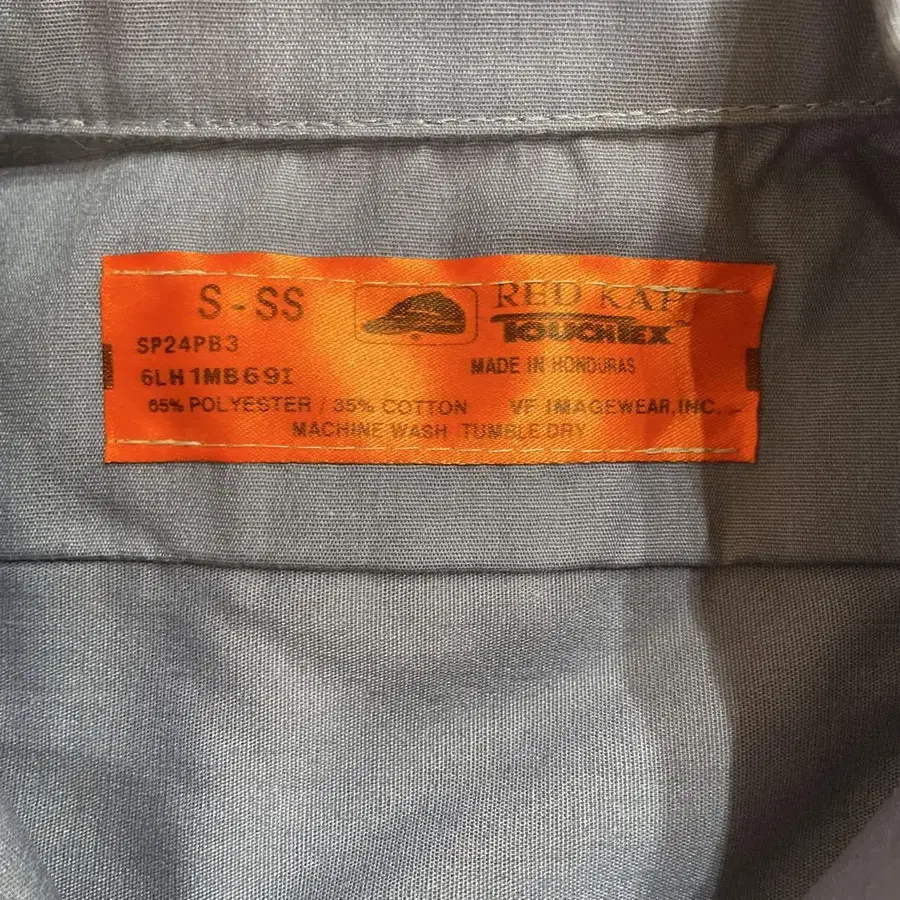 S-SS
RED KAP
TOUCHTEX™
SP24PB3
MADE IN HONDURAS
6LH1MB69I
65% POLYESTER / 35% COTTON VF IMAGEWEAR, INC.
MACHINE WASH TUMBLE DRY